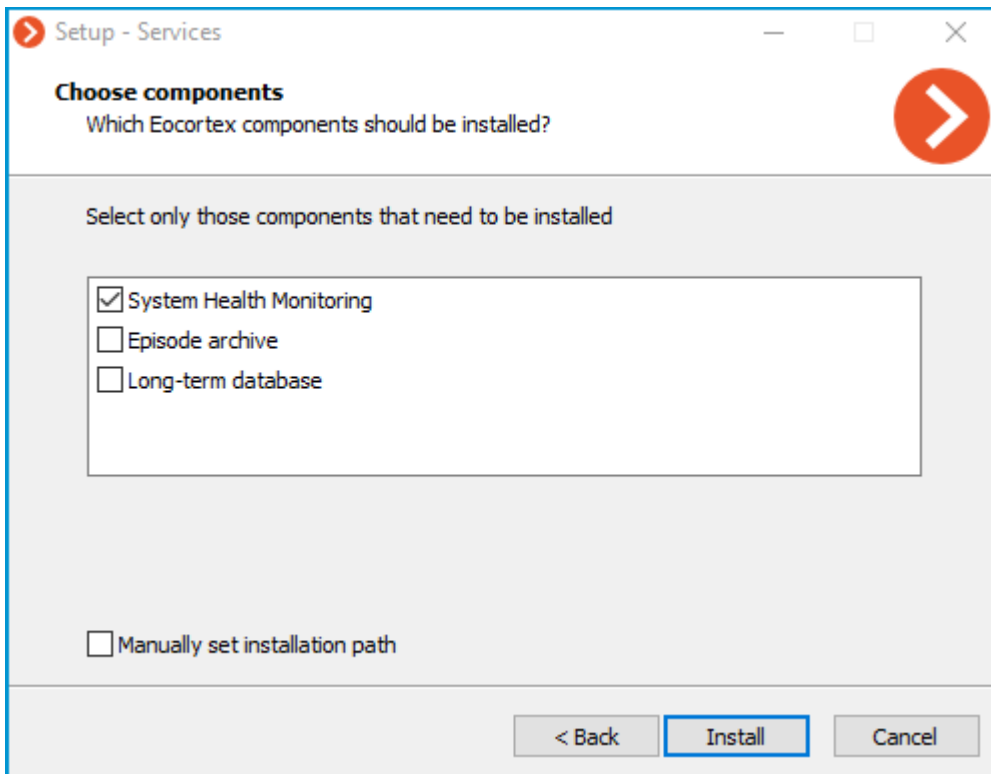 Setup - Services
Choose components
Which Eocortex components should be installed?
Select only those components that need to be installed
System Health Monitoring
Episode archive
Long-term database
Manually set installation path
< Back Install Cancel